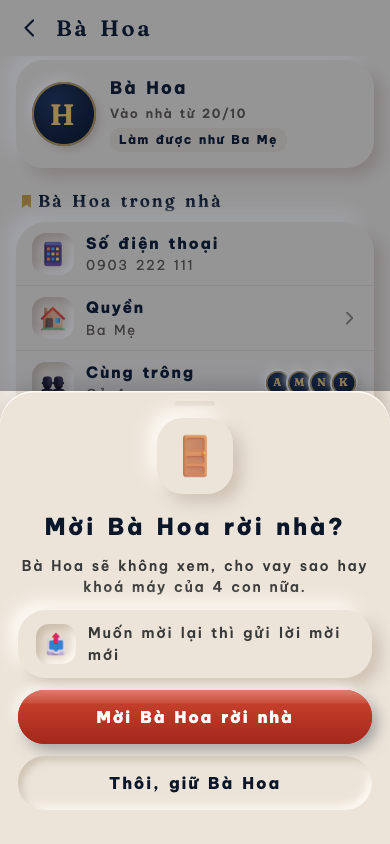 Bà Hoa
H
Bà Hoa
Vào nhà từ 20/10
Làm được như Ba Mẹ
Bà Hoa trong nhà
Số điện thoại
0903 222 111
Quyền
Ba Mẹ
Cùng trông
A M N K
Mời Bà Hoa rời nhà?
Bà Hoa sẽ không xem, cho vay sao hay
khoá máy của 4 con nữa.
Muốn mời lại thì gửi lời mời
mới
Mời Bà Hoa rời nhà
Thôi, giữ Bà Hoa